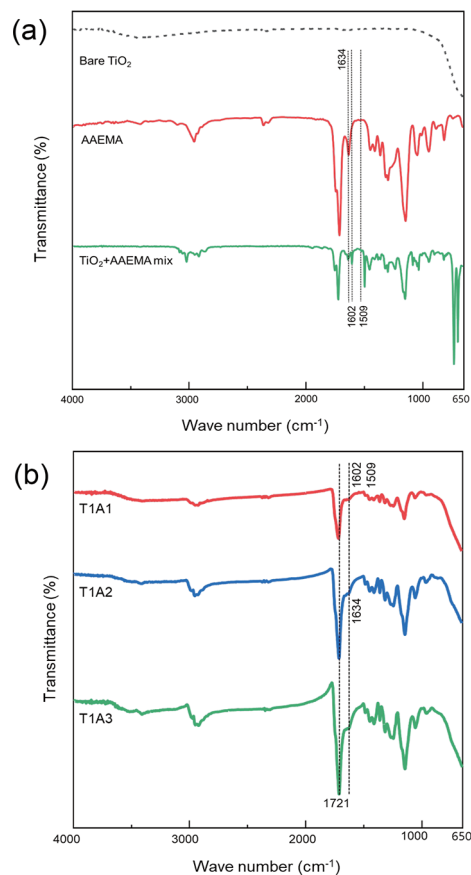 (a)
Bare TiO₂
1634
AAEMA
TiO₂+AAEMA mix
1602
1509
Transmittance (%)
4000
3000
2000
1000
650
Wave number (cm⁻¹)
(b)
1602
1509
T1A1
T1A2
1634
T1A3
1721
Transmittance (%)
4000
3000
2000
1000
650
Wave number (cm⁻¹)